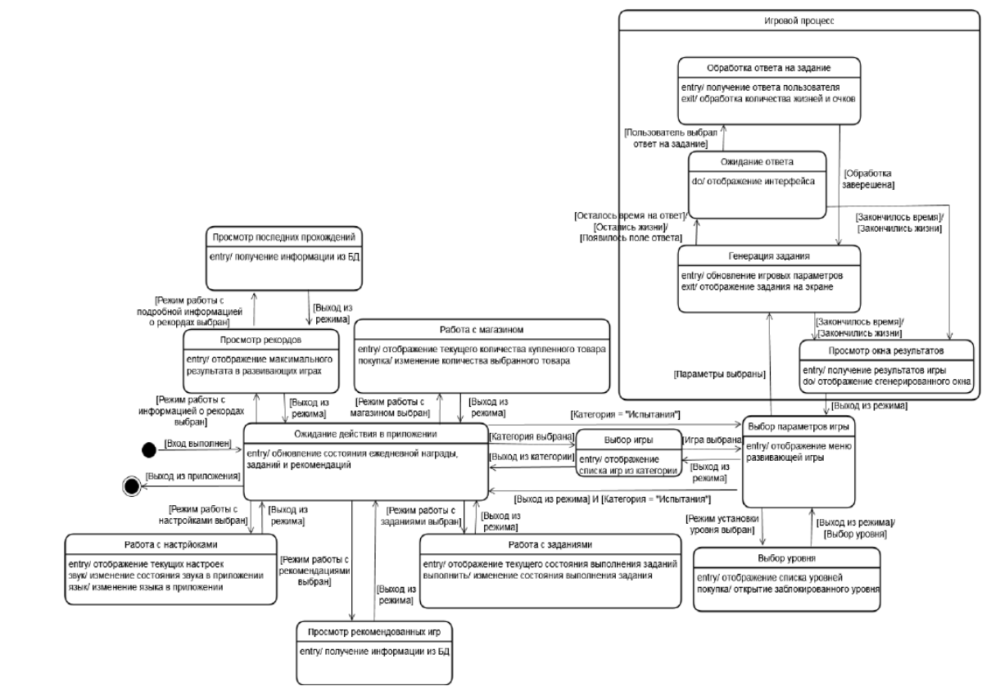 Игровой процесс
Обработка ответа на задание
entry/ получение ответа пользователя
exit/ обработка количества жизней и очков
[Пользователь выбрал
ответ на задание]
Ожидание ответа
do/ отображение интерфейса
[Обработка
заверешена]
[Осталось время на ответ]/
[Остались жизни]/
[Появилось поле ответа]
[Закончилось время]/
[Закончились жизни]
Генерация задания
entry/ обновление игровых параметров
exit/ отображение задания на экране
[Закончилось время]/
[Закончились жизни]
Просмотр окна результатов
entry/ получение результатов игры
do/ отображение сгенерированного окна
[Параметры выбраны]
[Выход из режима]
Просмотр последних прохождений
entry/ получение информации из БД
[Режим работы с
подробной информацией
о рекордах выбран]
[Выход из
режима]
Просмотр рекордов
entry/ отображение максимального
результата в развивающих играх
Работа с магазином
entry/ отображение текущего количества купленного товара
покупка/ изменение количества выбранного товара
[Режим работы с
информацией о рекордах
выбран]
[Выход из
режима]
[Режим работы с
магазином выбран]
[Выход из
режима]
[Категория = "Испытания"]
[Вход выполнен]
Ожидание действия в приложении
entry/ обновление состояния ежедневной награды,
заданий и рекомендаций
[Категория выбрана]
[Выход из категории]
Выбор игры
entry/ отображение
списка игр из категории
[Игра выбрана]
[Выход из
режима]
Выбор параметров игры
entry/ отображение меню
развивающей игры
[Выход из приложения]
[Выход из режима] И [Категория = "Испытания"]
[Режим работы с
настройками выбран]
[Выход из
режима]
[Режим работы с
заданиями выбран]
[Выход из
режима]
[Режим установки
уровня выбран]
[Выход из режима]/
[Выбор уровня]
Работа с настрйоками
entry/ отображение текущих настроек
звук/ изменение состояния звука в приложении
язык/ изменение языка в приложении
[Режим работы с
рекомендациями
выбран]
[Выход из
режима]
Работа с заданиями
entry/ отображение текущего состояния выполнения заданий
выполнить/ изменение состояния выполнения задания
Выбор уровня
entry/ отображение списка уровней
покупка/ открытие заблокированного уровня
Просмотр рекомендованных игр
entry/ получение информации из БД